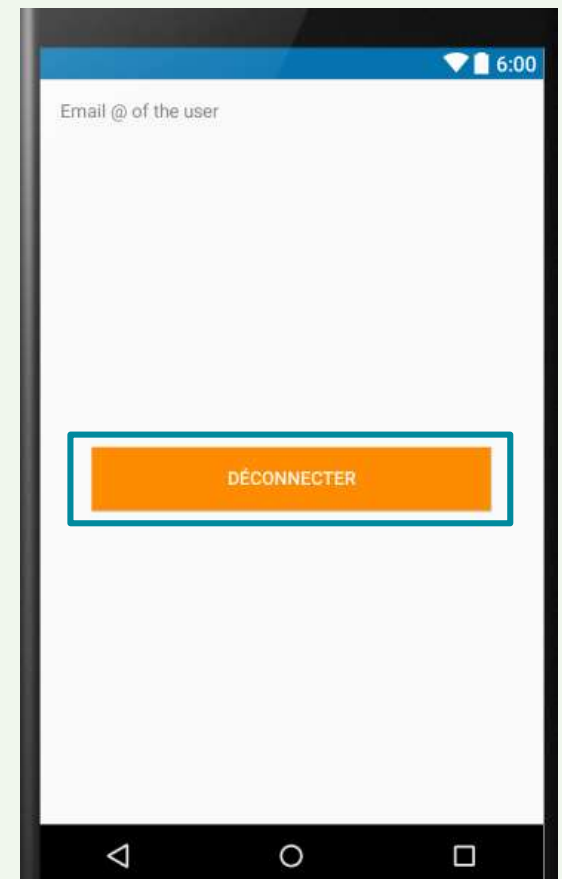 6:00
Email @ of the user
DÉCONNECTER